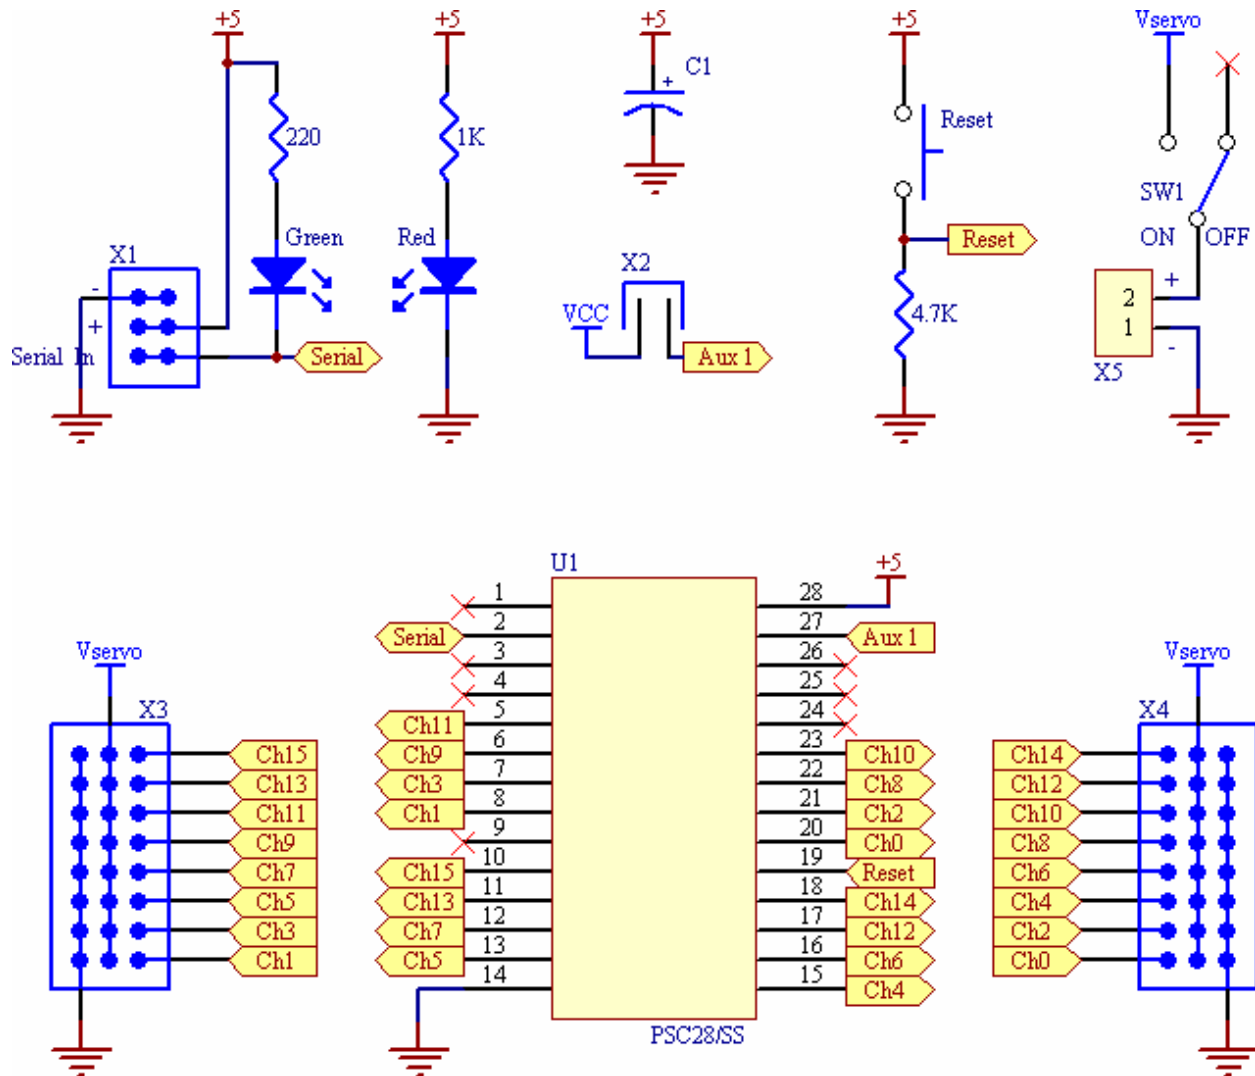 +5 +5 +5 +5 Vservo
C1
+
220 1K Reset
SW1
Green Red Reset ON OFF
X1 X2
- +
+ VCC 4.7K 2
1
Serial In Serial Aux 1 -
X5
U1 +5
1 28
Serial 2 27 Aux 1
Vservo 3 26 Vservo
4 25
X3 Ch11 5 24 X4
Ch15 Ch9 6 23 Ch10 Ch14
Ch13 Ch3 7 22 Ch8 Ch12
Ch11 Ch1 8 21 Ch2 Ch10
Ch9 9 20 Ch0 Ch8
Ch7 Ch15 10 19 Reset Ch6
Ch5 Ch13 11 18 Ch14 Ch4
Ch3 Ch7 12 17 Ch12 Ch2
Ch1 Ch5 13 16 Ch6 Ch0
14 15 Ch4
PSC28/SS